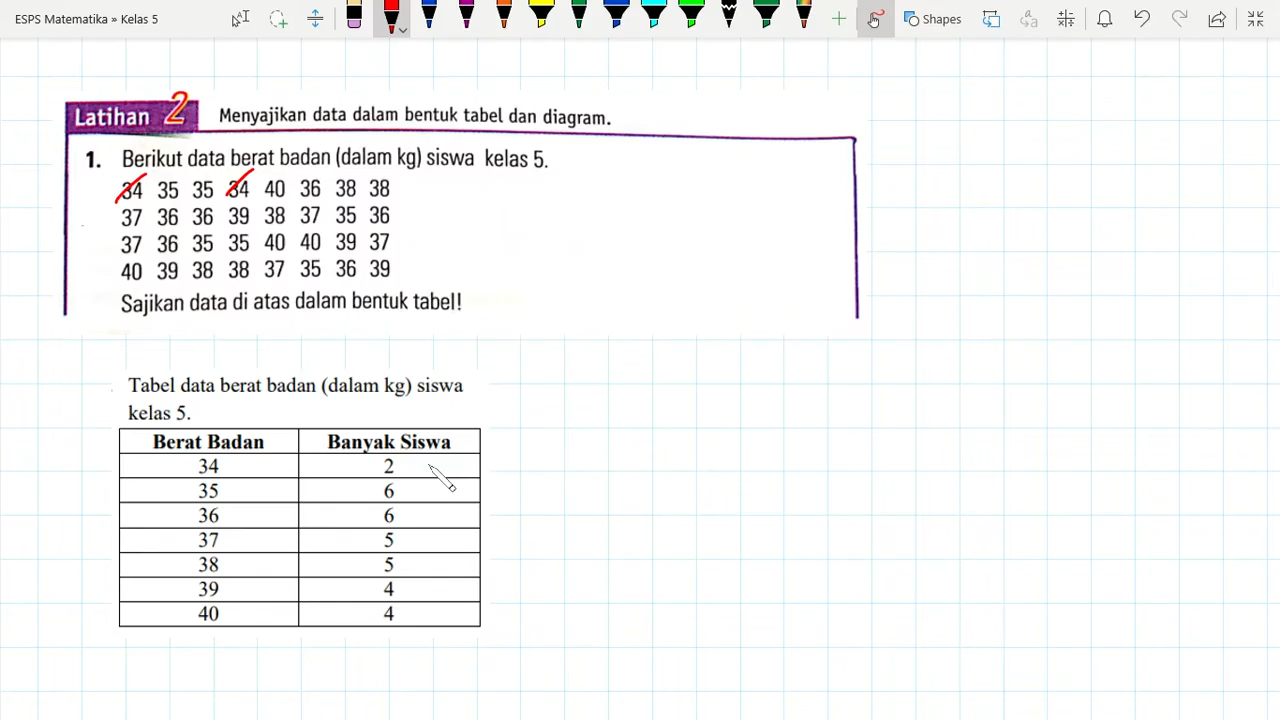 ESPS Matematika » Kelas 5
Shapes
Latihan 2 Menyajikan data dalam bentuk tabel dan diagram.
1. Berikut data berat badan (dalam kg) siswa kelas 5.
34 35 35 34 40 36 38 38
37 36 36 39 38 37 35 36
37 36 35 35 40 40 39 37
40 39 38 38 37 35 36 39
Sajikan data di atas dalam bentuk tabel!
Tabel data berat badan (dalam kg) siswa
kelas 5.
Berat Badan Banyak Siswa
34 2
35 6
36 6
37 5
38 5
39 4
40 4